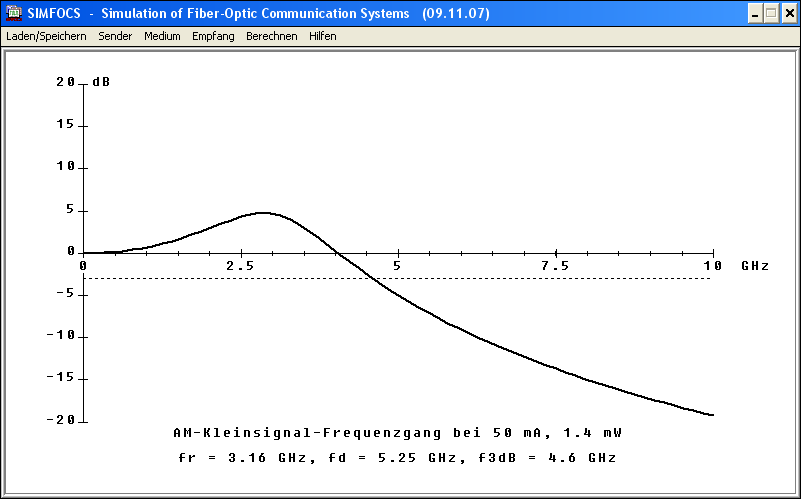 SIMFOCS - Simulation of Fiber-Optic Communication Systems (09.11.07)
Laden/Speichern Sender Medium Empfang Berechnen Hilfen
20 dB
15
10
5
0
0 2.5 5 7.5 10 GHz
-5
-10
-15
-20
AM-Kleinsignal-Frequenzgang bei 50 mA, 1.4 mW
fr = 3.16 GHz, fd = 5.25 GHz, f3dB = 4.6 GHz